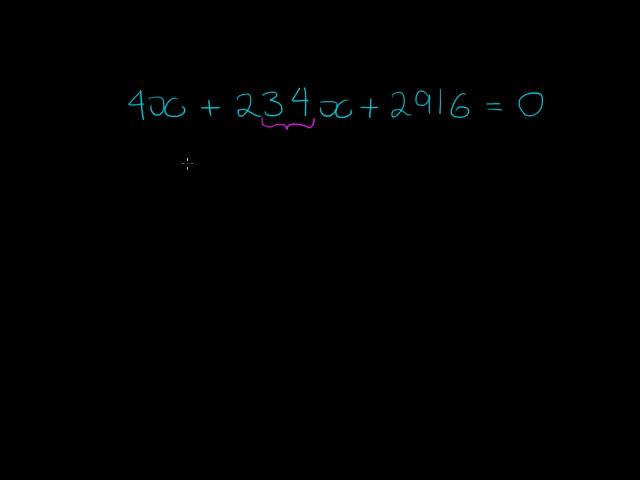 4x + 234x + 2916 = 0